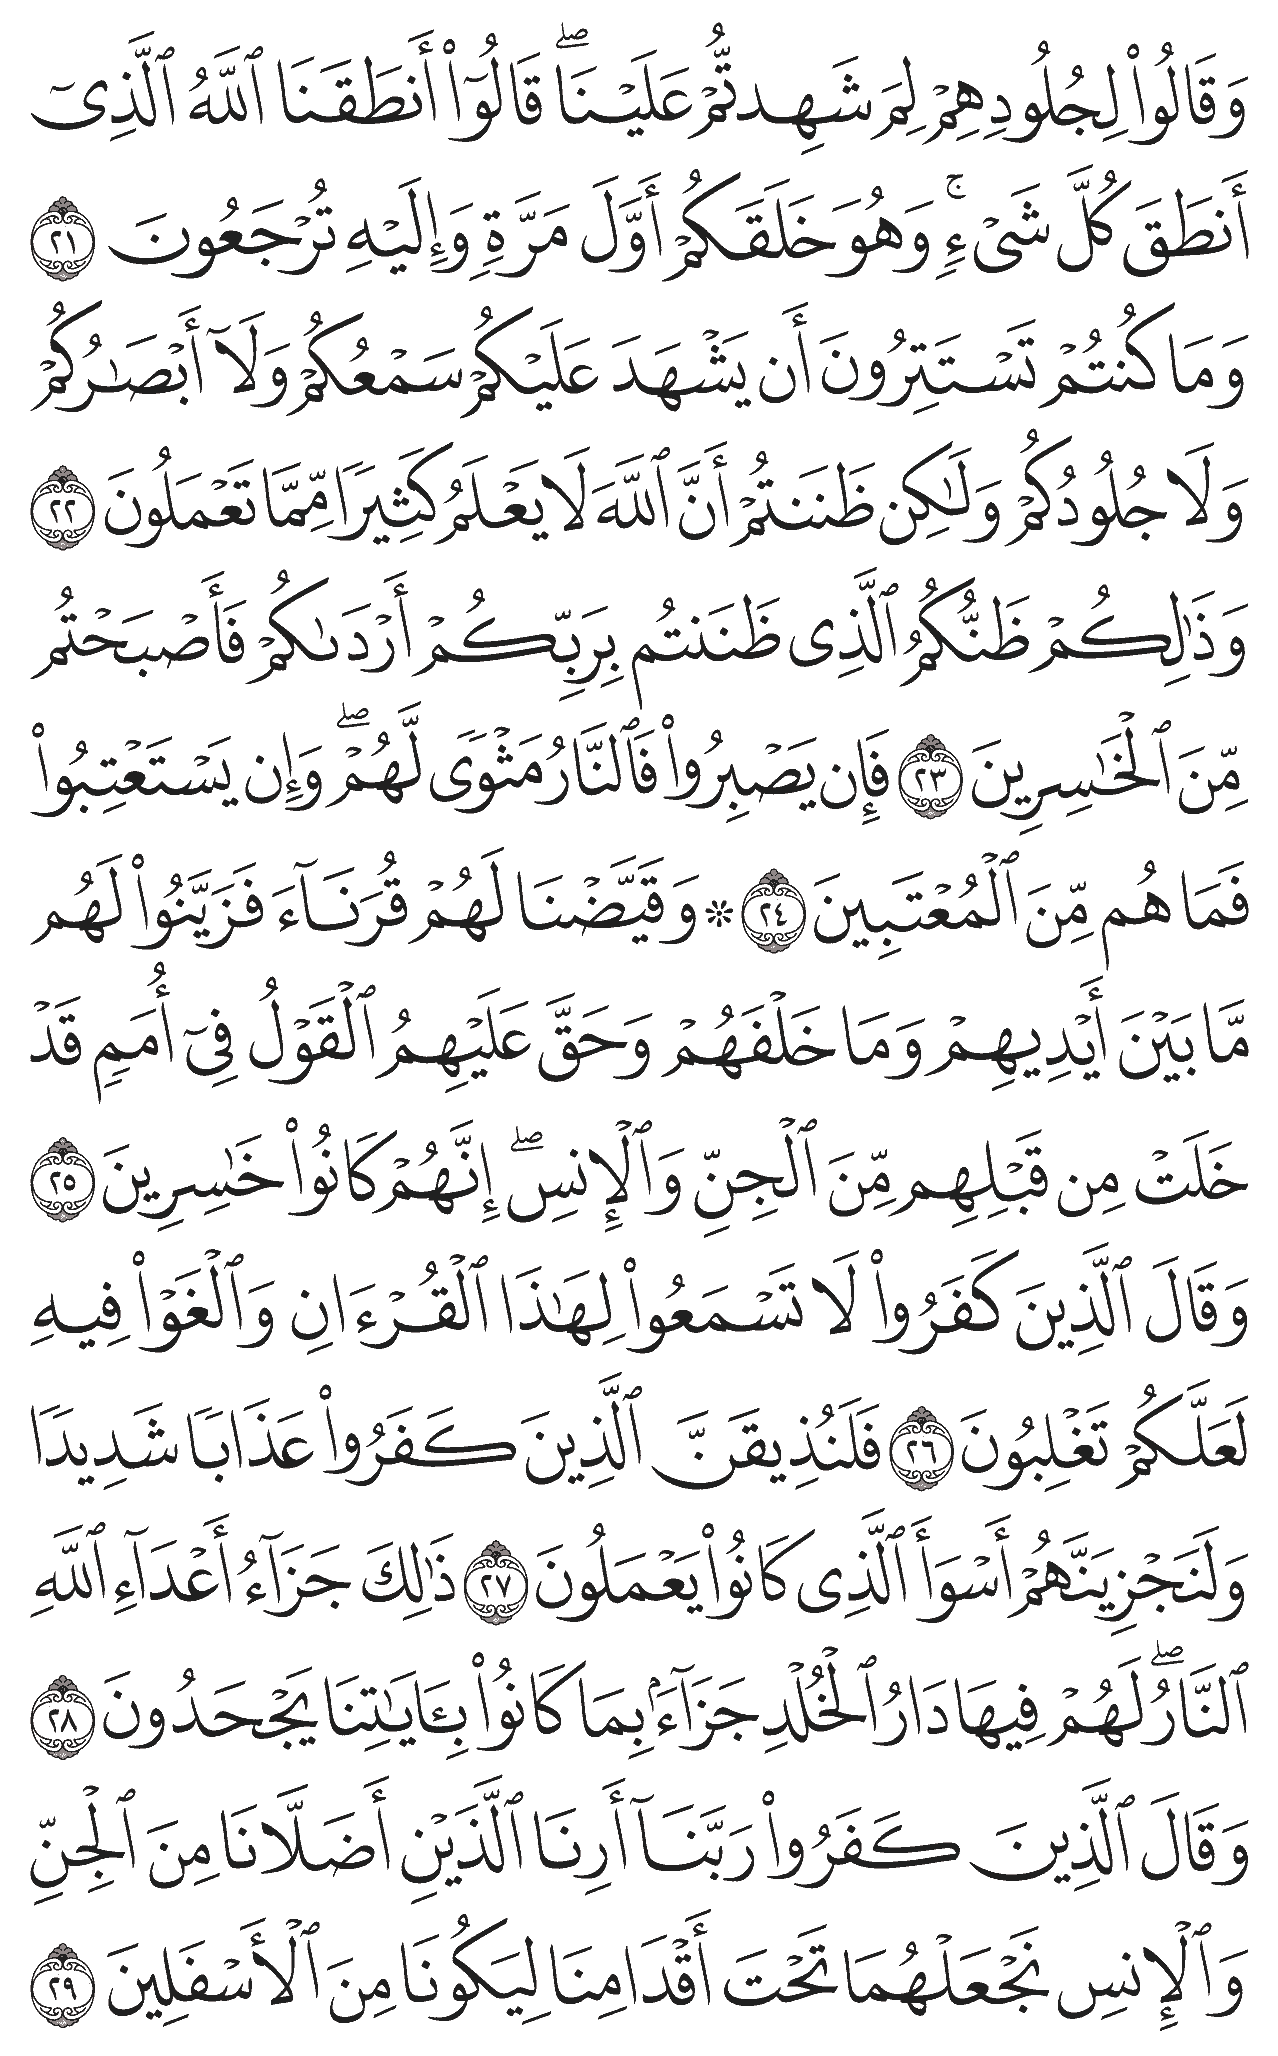 وَقَالُوا۟ لِجُلُودِهِمْ لِمَ شَهِدتُّمْ عَلَيْنَا ۖ قَالُوٓا۟ أَنطَقَنَا ٱللَّهُ ٱلَّذِىٓ
أَنطَقَ كُلَّ شَىْءٍ ۚ وَهُوَ خَلَقَكُمْ أَوَّلَ مَرَّةٍ وَإِلَيْهِ تُرْجَعُونَ ٢١
وَمَا كُنتُمْ تَسْتَتِرُونَ أَن يَشْهَدَ عَلَيْكُمْ سَمْعُكُمْ وَلَآ أَبْصَـٰرُكُمْ
وَلَا جُلُودُكُمْ وَلَـٰكِن ظَنَنتُمْ أَنَّ ٱللَّهَ لَا يَعْلَمُ كَثِيرًا مِّمَّا تَعْمَلُونَ ٢٢
وَذَٰلِكُمْ ظَنُّكُمُ ٱلَّذِى ظَنَنتُم بِرَبِّكُمْ أَرْدَىٰكُمْ فَأَصْبَحْتُم
مِّنَ ٱلْخَـٰسِرِينَ ٢٣ فَإِن يَصْبِرُوا۟ فَٱلنَّارُ مَثْوًى لَّهُمْ ۖ وَإِن يَسْتَعْتِبُوا۟
فَمَا هُم مِّنَ ٱلْمُعْتَبِينَ ٢٤ ۞ وَقَيَّضْنَا لَهُمْ قُرَنَآءَ فَزَيَّنُوا۟ لَهُم
مَّا بَيْنَ أَيْدِيهِمْ وَمَا خَلْفَهُمْ وَحَقَّ عَلَيْهِمُ ٱلْقَوْلُ فِىٓ أُمَمٍ قَدْ
خَلَتْ مِن قَبْلِهِم مِّنَ ٱلْجِنِّ وَٱلْإِنسِ ۖ إِنَّهُمْ كَانُوا۟ خَـٰسِرِينَ ٢٥
وَقَالَ ٱلَّذِينَ كَفَرُوا۟ لَا تَسْمَعُوا۟ لِهَـٰذَا ٱلْقُرْءَانِ وَٱلْغَوْا۟ فِيهِ
لَعَلَّكُمْ تَغْلِبُونَ ٢٦ فَلَنُذِيقَنَّ ٱلَّذِينَ كَفَرُوا۟ عَذَابًا شَدِيدًا
وَلَنَجْزِيَنَّهُمْ أَسْوَأَ ٱلَّذِى كَانُوا۟ يَعْمَلُونَ ٢٧ ذَٰلِكَ جَزَآءُ أَعْدَآءِ ٱللَّهِ
ٱلنَّارُ ۖ لَهُمْ فِيهَا دَارُ ٱلْخُلْدِ جَزَآءًۢ بِمَا كَانُوا۟ بِـَٔايَـٰتِنَا يَجْحَدُونَ ٢٨
وَقَالَ ٱلَّذِينَ كَفَرُوا۟ رَبَّنَآ أَرِنَا ٱلَّذَيْنِ أَضَلَّانَا مِنَ ٱلْجِنِّ
وَٱلْإِنسِ نَجْعَلْهُمَا تَحْتَ أَقْدَامِنَا لِيَكُونَا مِنَ ٱلْأَسْفَلِينَ ٢٩